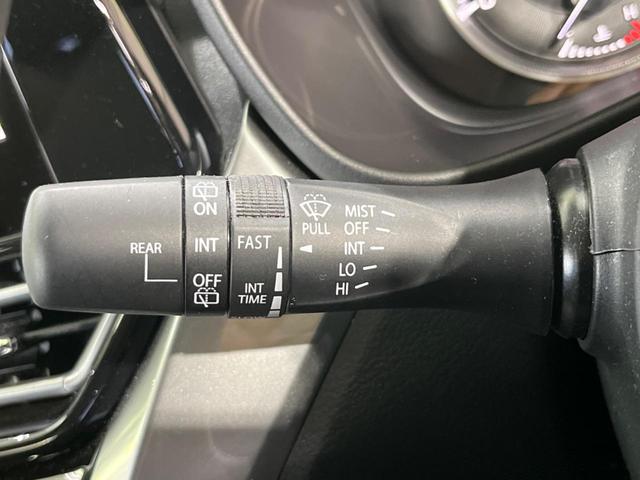 ON
REAR
INT
OFF
FAST
INT
TIME
PULL
MIST
OFF
INT
LO
HI
H